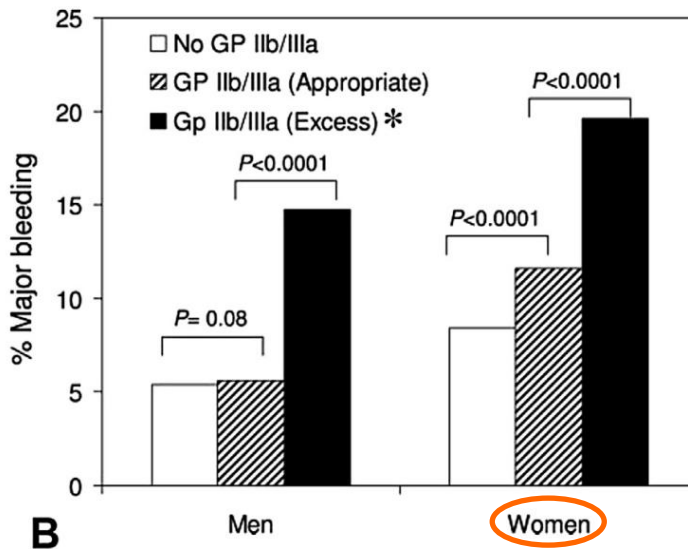 25
20
15
10
5
0
% Major bleeding
No GP IIb/IIIa
GP IIb/IIIa (Appropriate)
Gp IIb/IIIa (Excess) *
P<0.0001
P= 0.08
P<0.0001
P<0.0001
Men
Women
B